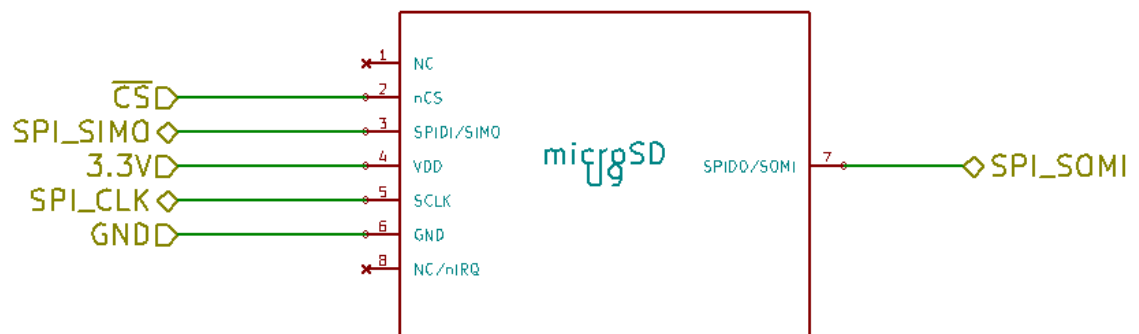 1 NC
CS 2 nCS
SPI_SIMO 3 SPIDI/SIMO
3.3V 4 VDD
SPI_CLK 5 SCLK
GND 6 GND
8 NC/nIRQ
microSD
U9
SPIDO/SOMI 7 SPI_SOMI